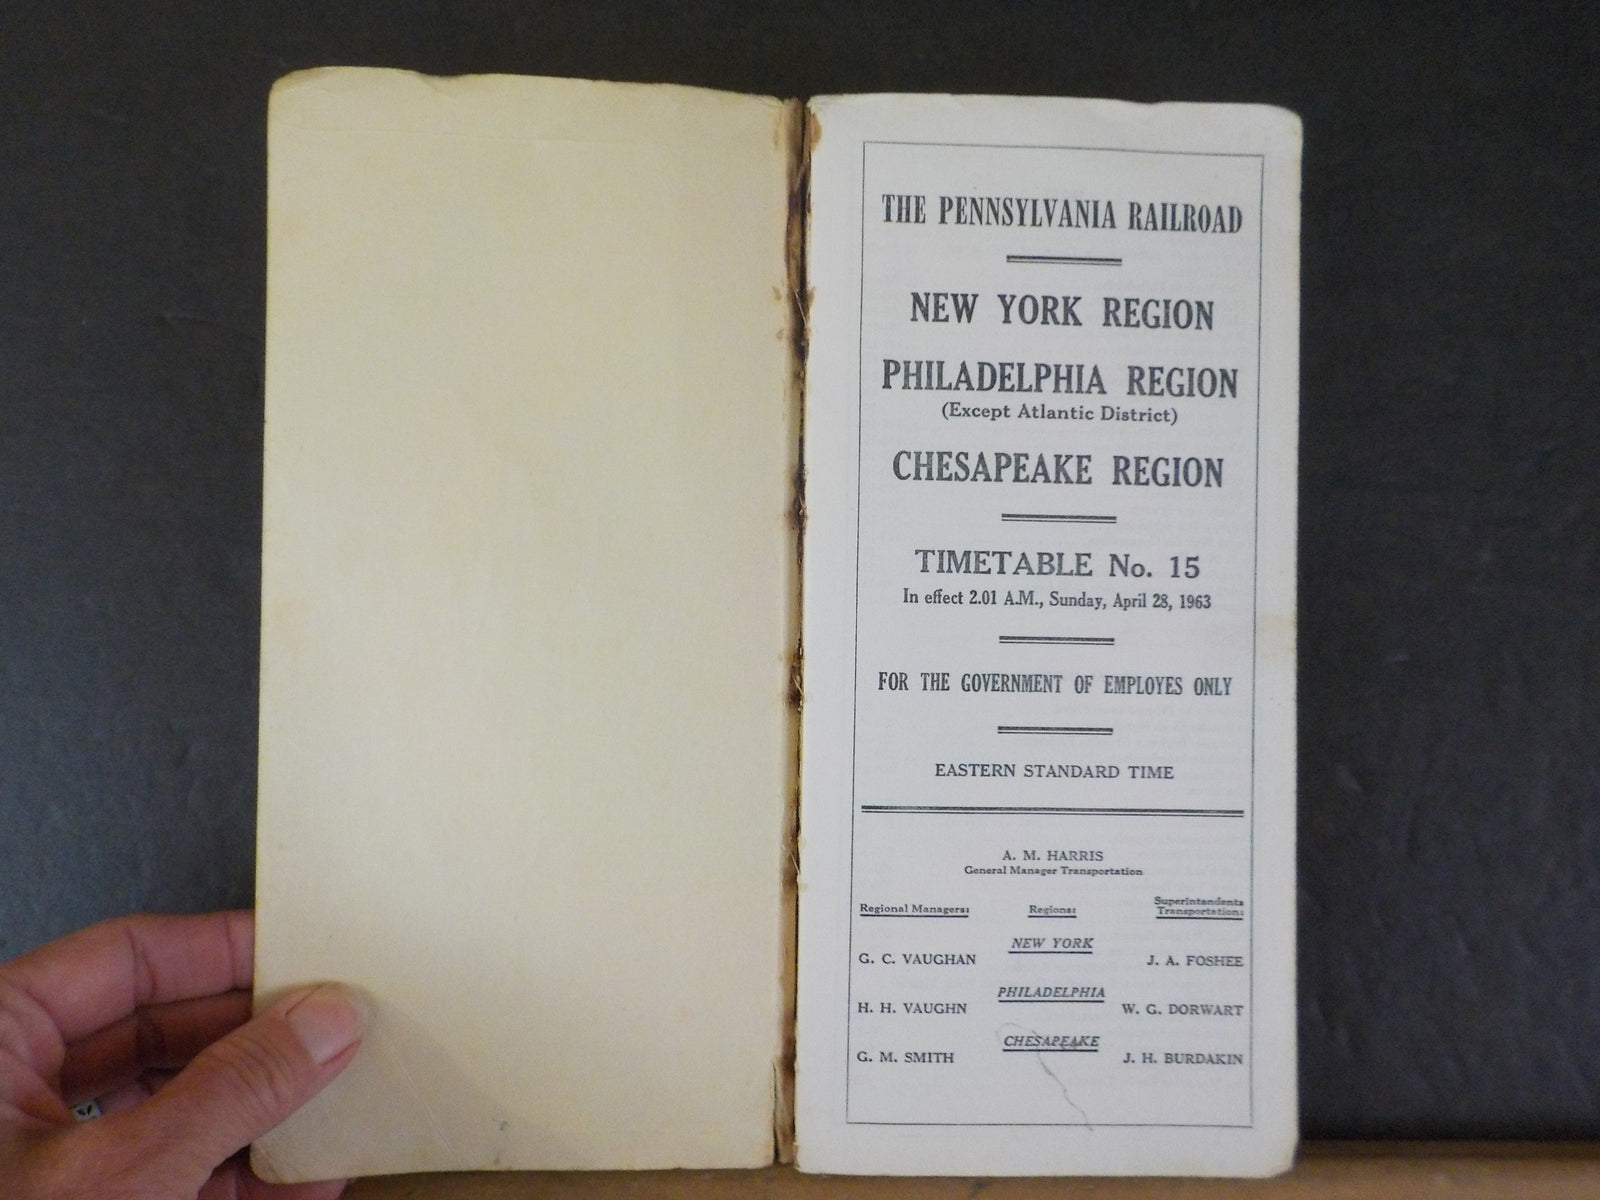 THE PENNSYLVANIA RAILROAD
NEW YORK REGION
PHILADELPHIA REGION
(Except Atlantic District)
CHESAPEAKE REGION
TIMETABLE No. 15
In effect 2.01 A.M., Sunday, April 28, 1963
FOR THE GOVERNMENT OF EMPLOYES ONLY
EASTERN STANDARD TIME
A. M. HARRIS
General Manager Transportation
Regional Managers: Regions: Superintendents Transportation:
NEW YORK
G. C. VAUGHAN J. A. FOSHEE
PHILADELPHIA
H. H. VAUGHN W. G. DORWART
CHESAPEAKE
G. M. SMITH J. H. BURDAKIN